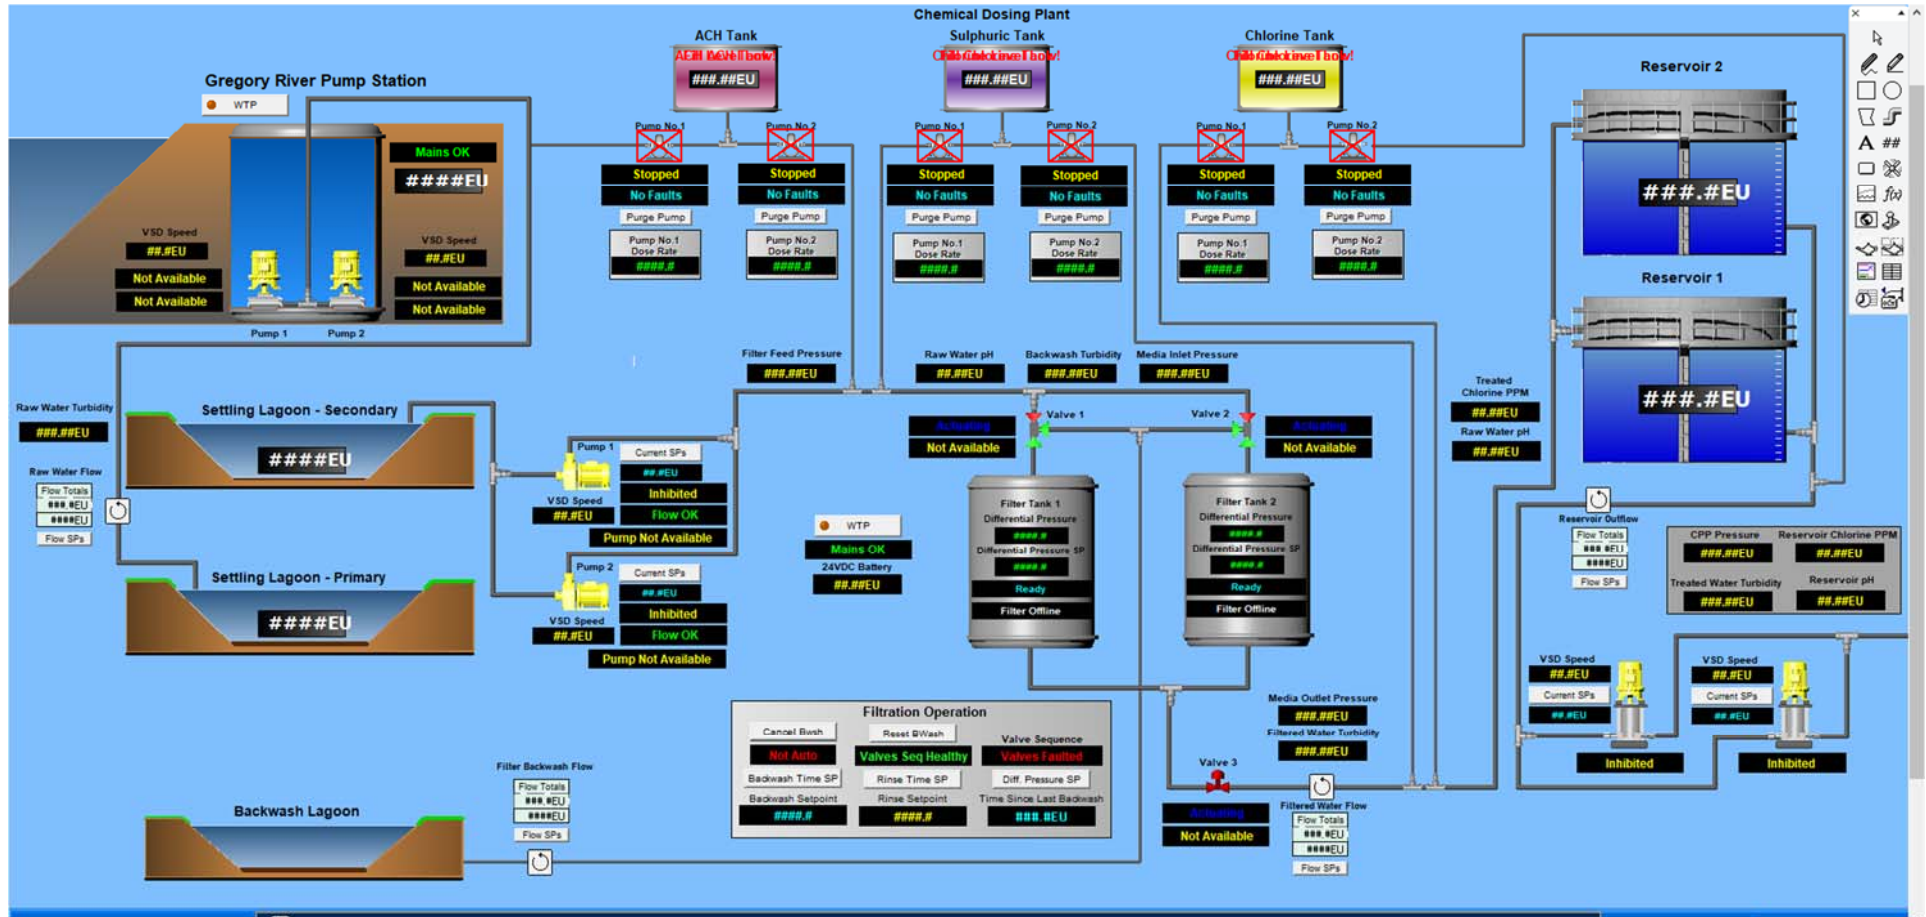 Chemical Dosing Plant
ACH Tank
###.##EU
Sulphuric Tank
###.##EU
Chlorine Tank
###.##EU
Gregory River Pump Station
WTP
Mains OK
####EU
VSD Speed
##.#EU
Not Available
Not Available
VSD Speed
##.#EU
Not Available
Not Available
Pump 1
Pump 2
Pump No.1
Stopped
No Faults
Purge Pump
Pump No.1
Dose Rate
####.#
Pump No.2
Stopped
No Faults
Purge Pump
Pump No.2
Dose Rate
####.#
Pump No.1
Stopped
No Faults
Purge Pump
Pump No.1
Dose Rate
####.#
Pump No.2
Stopped
No Faults
Purge Pump
Pump No.2
Dose Rate
####.#
Pump No.1
Stopped
No Faults
Purge Pump
Pump No.1
Dose Rate
####.#
Pump No.2
Stopped
No Faults
Purge Pump
Pump No.2
Dose Rate
####.#
Reservoir 2
###.#EU
Reservoir 1
###.#EU
A ##
f(x)
Filter Feed Pressure
###.##EU
Raw Water pH
##.##EU
Backwash Turbidity
###.##EU
Media Inlet Pressure
###.##EU
Treated
Chlorine PPM
##.##EU
Raw Water pH
##.##EU
Raw Water Turbidity
###.##EU
Raw Water Flow
Flow Totals
###.#EU
####EU
Flow SPs
Settling Lagoon - Secondary
####EU
Settling Lagoon - Primary
####EU
Pump 1
Current SPs
##.#EU
Inhibited
Flow OK
VSD Speed
##.#EU
Pump Not Available
Pump 2
Current SPs
##.#EU
Inhibited
Flow OK
VSD Speed
##.#EU
Pump Not Available
Valve 1
Actuating
Not Available
Valve 2
Actuating
Not Available
WTP
Mains OK
24VDC Battery
##.##EU
Filter Tank 1
Differential Pressure
####.#
Differential Pressure SP
####.#
Ready
Filter Offline
Filter Tank 2
Differential Pressure
####.#
Differential Pressure SP
####.#
Ready
Filter Offline
Reservoir Outflow
Flow Totals
###.#EU
####EU
Flow SPs
CPP Pressure
###.##EU
Reservoir Chlorine PPM
##.##EU
Treated Water Turbidity
###.##EU
Reservoir pH
##.##EU
VSD Speed
##.#EU
Current SPs
##.#EU
Inhibited
VSD Speed
##.#EU
Current SPs
##.#EU
Inhibited
Filtration Operation
Cancel Bwsh
Reset BWash
Valve Sequence
Not Auto
Valves Seq Healthy
Valves Faulted
Backwash Time SP
Rinse Time SP
Diff. Pressure SP
Backwash Setpoint
Rinse Setpoint
Time Since Last Backwash
####.#
####.#
###.#EU
Media Outlet Pressure
###.##EU
Filtered Water Turbidity
###.##EU
Valve 3
Actuating
Not Available
Filtered Water Flow
Flow Totals
###.#EU
####EU
Flow SPs
Filter Backwash Flow
Flow Totals
###.#EU
####EU
Flow SPs
Backwash Lagoon